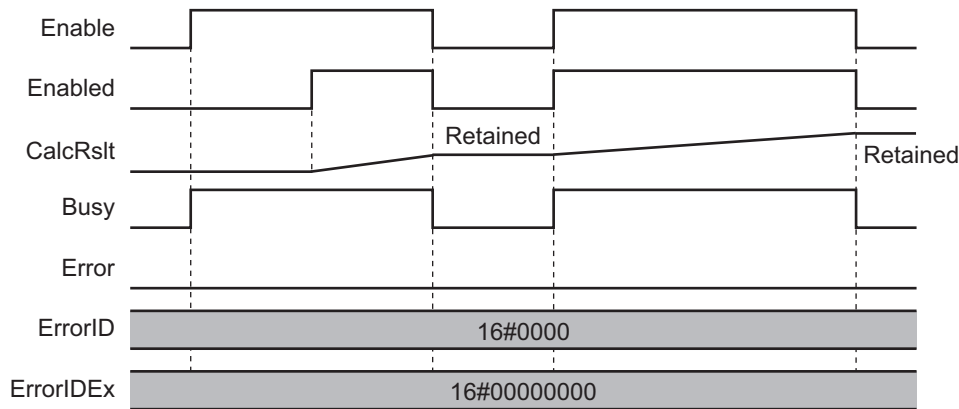 Enable
Enabled
CalcRslt
Retained
Retained
Busy
Error
ErrorID
16#0000
ErrorIDEx
16#00000000